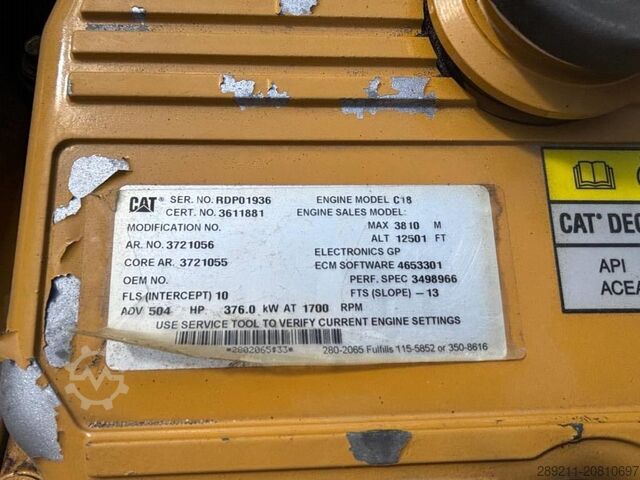 CAT® SER. NO. RDP01936 ENGINE MODEL C18
CERT. NO. 3611881 ENGINE SALES MODEL:
MODIFICATION NO. MAX 3810 M
AR. NO. 3721056 ALT 12501 FT
CORE AR. 3721055 ELECTRONICS GP
ECM SOFTWARE 4653301
OEM NO. PERF. SPEC 3498966
FLS (INTERCEPT) 10 FTS (SLOPE) -13
ADV 504 HP 376.0 kW AT 1700 RPM
USE SERVICE TOOL TO VERIFY CURRENT ENGINE SETTINGS
*2802065$33* 280-2065 Fulfills 115-5852 or 350-8616
CAT® DEO
API
ACEA
289211-20810697